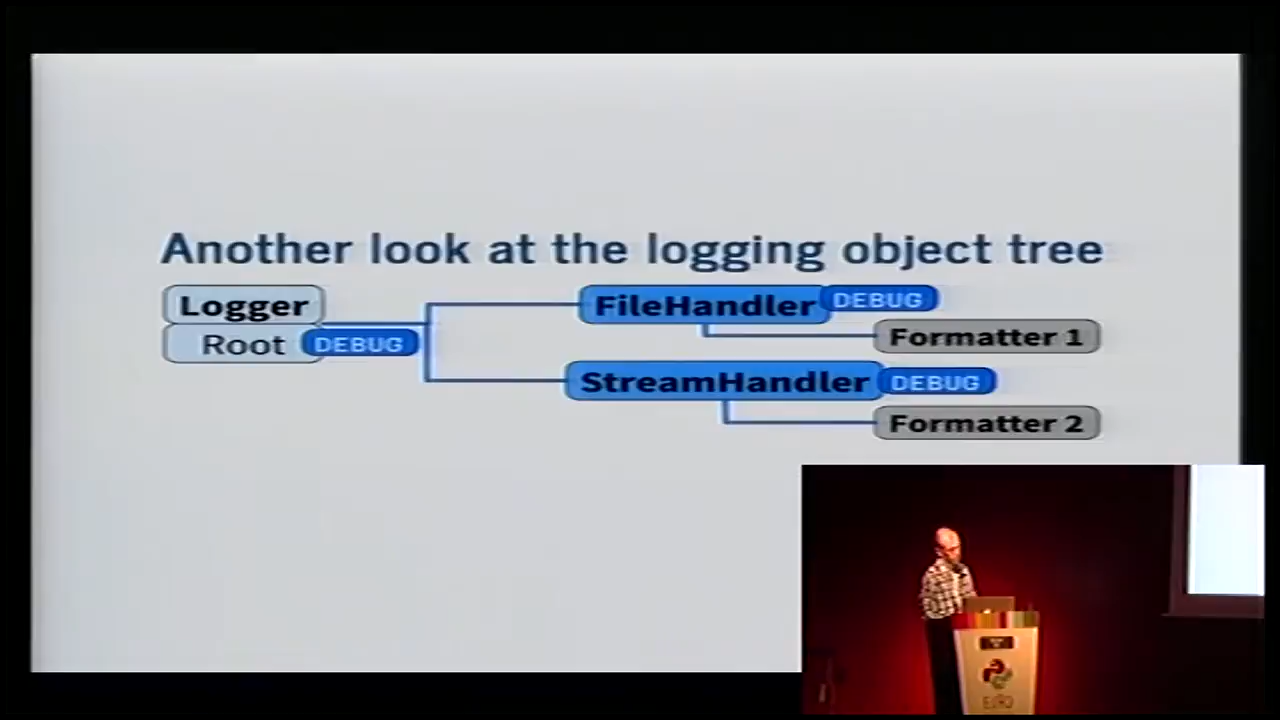 Another look at the logging object tree
Logger
Root DEBUG
FileHandler DEBUG
Formatter 1
StreamHandler DEBUG
Formatter 2